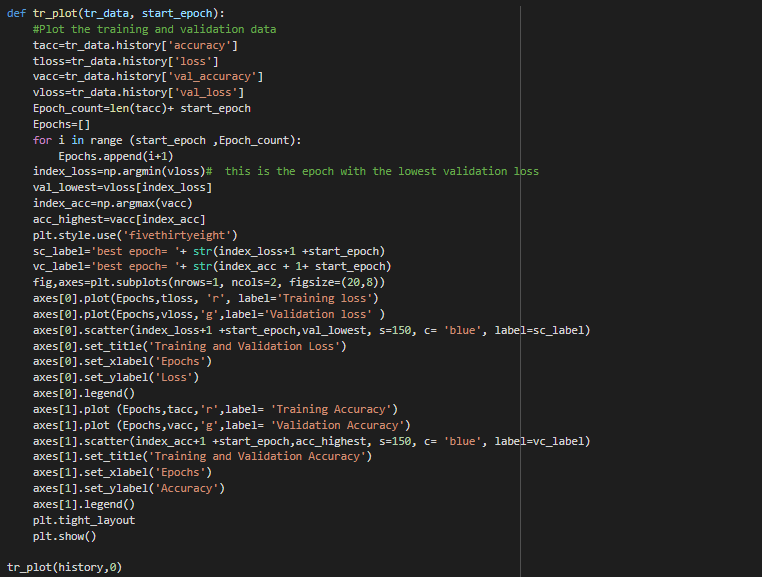 def tr_plot(tr_data, start_epoch):
    #Plot the training and validation data
    tacc=tr_data.history['accuracy']
    tloss=tr_data.history['loss']
    vacc=tr_data.history['val_accuracy']
    vloss=tr_data.history['val_loss']
    Epoch_count=len(tacc)+ start_epoch
    Epochs=[]
    for i in range (start_epoch ,Epoch_count):
        Epochs.append(i+1)
    index_loss=np.argmin(vloss)#  this is the epoch with the lowest validation loss
    val_lowest=vloss[index_loss]
    index_acc=np.argmax(vacc)
    acc_highest=vacc[index_acc]
    plt.style.use('fivethirtyeight')
    sc_label='best epoch= '+ str(index_loss+1 +start_epoch)
    vc_label='best epoch= '+ str(index_acc + 1+ start_epoch)
    fig,axes=plt.subplots(nrows=1, ncols=2, figsize=(20,8))
    axes[0].plot(Epochs,tloss, 'r', label='Training loss')
    axes[0].plot(Epochs,vloss,'g',label='Validation loss' )
    axes[0].scatter(index_loss+1 +start_epoch,val_lowest, s=150, c= 'blue', label=sc_label)
    axes[0].set_title('Training and Validation Loss')
    axes[0].set_xlabel('Epochs')
    axes[0].set_ylabel('Loss')
    axes[0].legend()
    axes[1].plot (Epochs,tacc,'r',label= 'Training Accuracy')
    axes[1].plot (Epochs,vacc,'g',label= 'Validation Accuracy')
    axes[1].scatter(index_acc+1 +start_epoch,acc_highest, s=150, c= 'blue', label=vc_label)
    axes[1].set_title('Training and Validation Accuracy')
    axes[1].set_xlabel('Epochs')
    axes[1].set_ylabel('Accuracy')
    axes[1].legend()
    plt.tight_layout
    plt.show()

tr_plot(history,0)